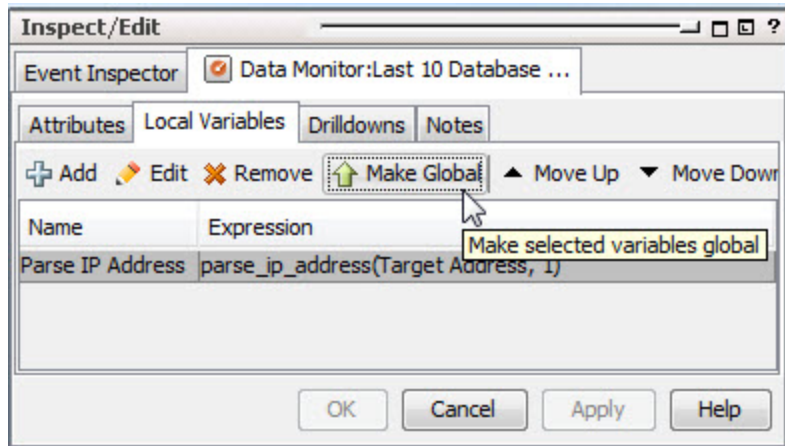 Inspect/Edit ?
Event Inspector Data Monitor:Last 10 Database ...
Attributes Local Variables Drilldowns Notes
Add Edit Remove Make Global Move Up Move Down
Name Expression
Make selected variables global
Parse IP Address parse_ip_address(Target Address, 1)
OK Cancel Apply Help